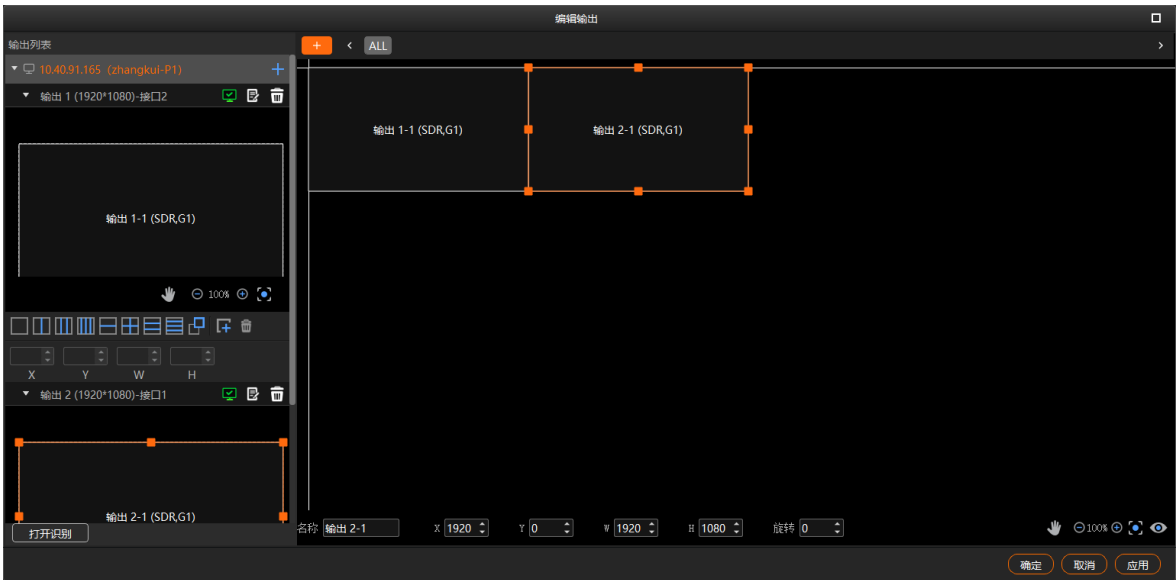 编辑输出
输出列表
ALL
10.40.91.165 (zhangkui-P1)
输出 1 (1920*1080)-接口2
输出 1-1 (SDR,G1)
100%
X Y W H
输出 2 (1920*1080)-接口1
输出 2-1 (SDR,G1)
打开识别
输出 1-1 (SDR,G1)
输出 2-1 (SDR,G1)
名称 输出 2-1 X 1920 Y 0 W 1920 H 1080 旋转 0 100%
确定 取消 应用